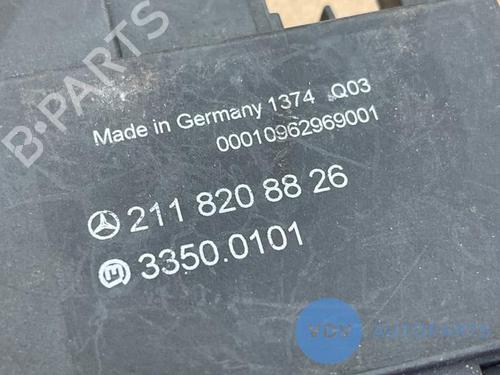 B-PARTS
Made in Germany 1374 Q03
00010962969001
211 820 88 26
3350.0101
VDV AUTOPARTS